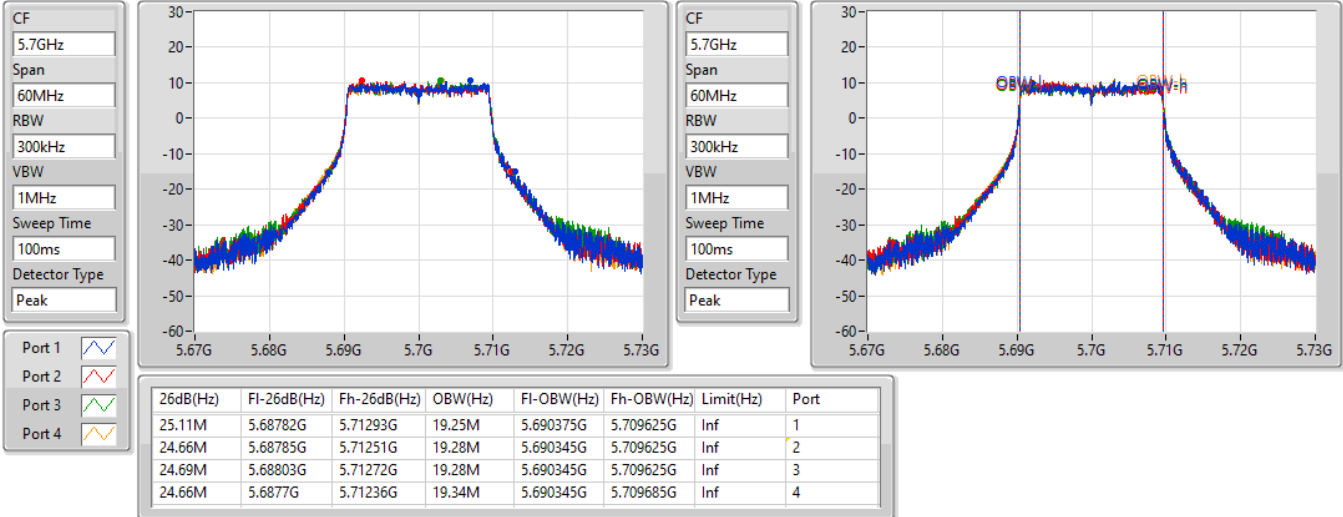 CF
5.7GHz
Span
60MHz
RBW
300kHz
VBW
1MHz
Sweep Time
100ms
Detector Type
Peak
30
20
10
0
-10
-20
-30
-40
-50
-60
5.67G 5.68G 5.69G 5.7G 5.71G 5.72G 5.73G
CF
5.7GHz
Span
60MHz
RBW
300kHz
VBW
1MHz
Sweep Time
100ms
Detector Type
Peak
30
20
10
0
-10
-20
-30
-40
-50
-60
OBW-h
5.67G 5.68G 5.69G 5.7G 5.71G 5.72G 5.73G
Port 1
Port 2
Port 3
Port 4
26dB(Hz) Fl-26dB(Hz) Fh-26dB(Hz) OBW(Hz) Fl-OBW(Hz) Fh-OBW(Hz) Limit(Hz) Port
25.11M 5.68782G 5.71293G 19.25M 5.690375G 5.709625G Inf 1
24.66M 5.68785G 5.71251G 19.28M 5.690345G 5.709625G Inf 2
24.69M 5.68803G 5.71272G 19.28M 5.690345G 5.709625G Inf 3
24.66M 5.6877G 5.71236G 19.34M 5.690345G 5.709685G Inf 4